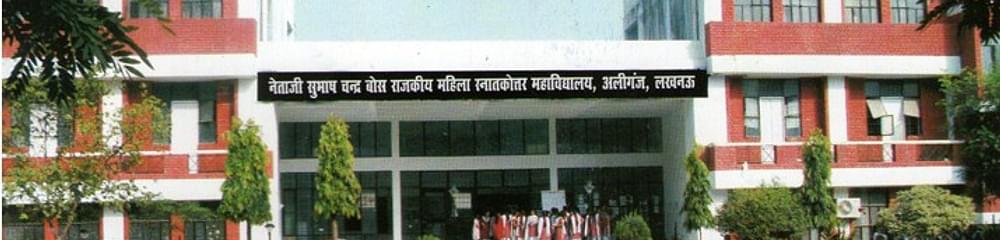 नेताजी सुभाष चन्द्र बोस राजकीय महिला स्नातकोत्तर महाविद्यालय, अलीगंज, लखनऊ